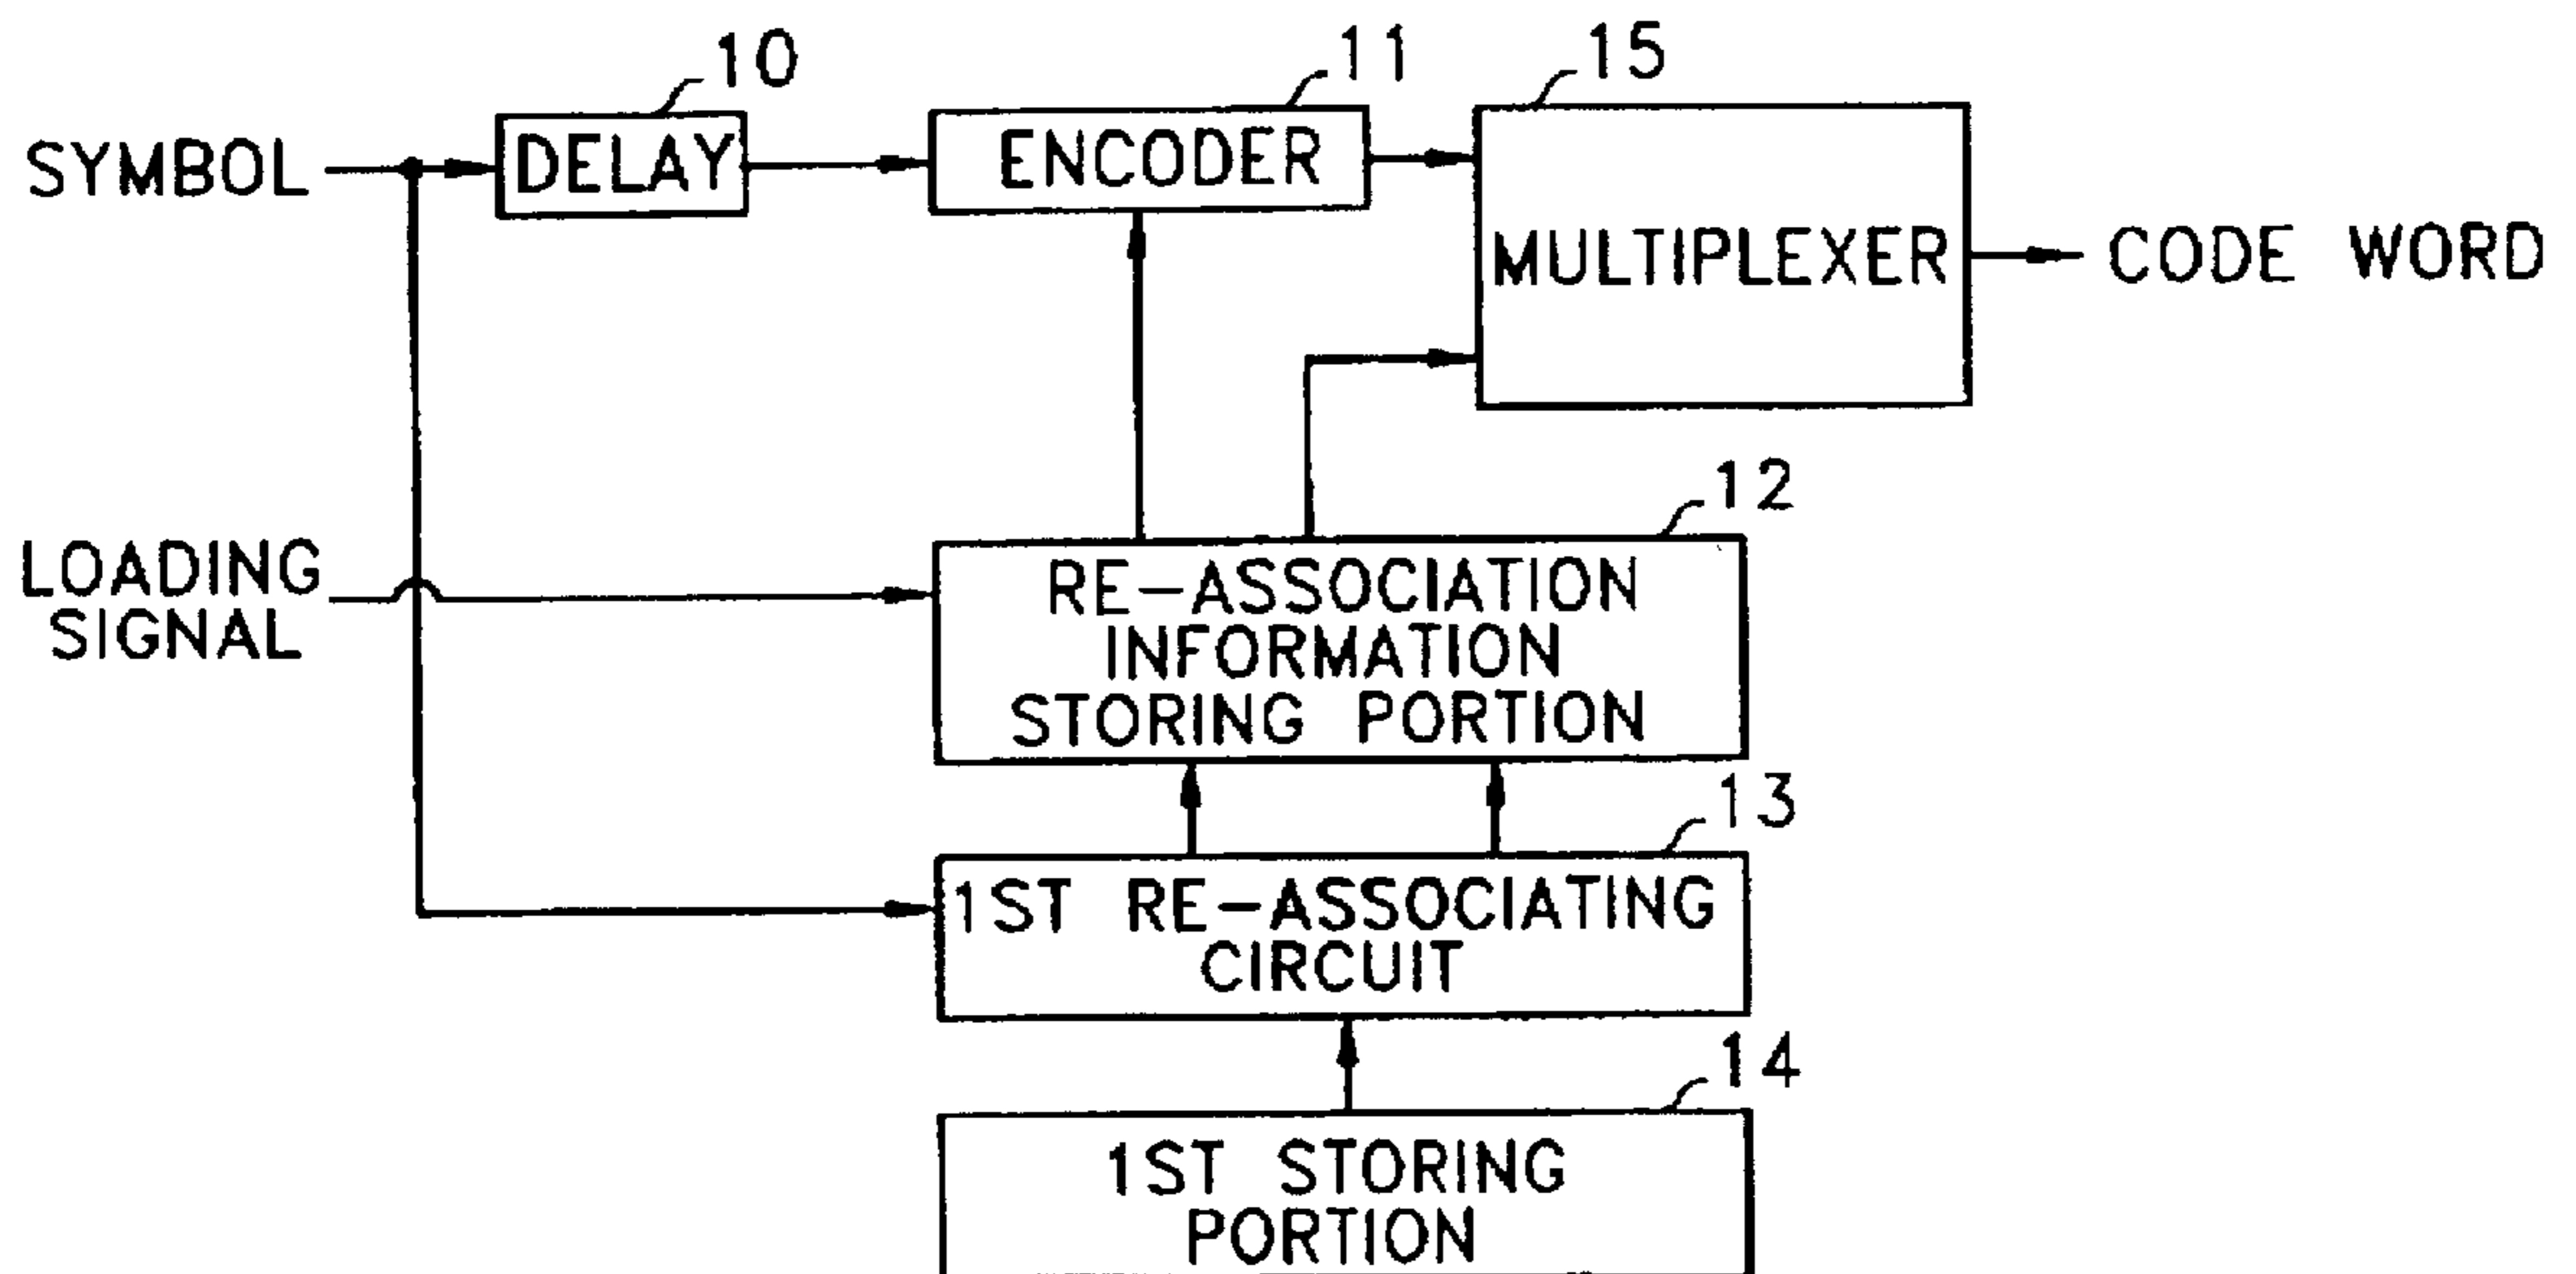 10
11
15
SYMBOL
DELAY
ENCODER
MULTIPLEXER
CODE WORD
12
LOADING
SIGNAL
RE-ASSOCIATION
INFORMATION
STORING PORTION
13
1ST RE-ASSOCIATING
CIRCUIT
14
1ST STORING
PORTION